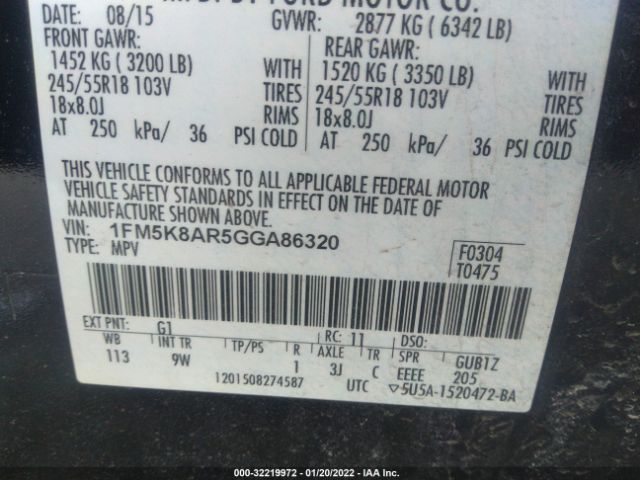 DATE: 08/15 GVWR: 2877 KG ( 6342 LB)
FRONT GAWR: REAR GAWR:
1452 KG ( 3200 LB) WITH 1520 KG ( 3350 LB) WITH
245/55R18 103V TIRES 245/55R18 103V TIRES
18x8.0J RIMS 18x8.0J RIMS
AT 250 kPa/ 36 PSI COLD AT 250 kPa/ 36 PSI COLD
THIS VEHICLE CONFORMS TO ALL APPLICABLE FEDERAL MOTOR
VEHICLE SAFETY STANDARDS IN EFFECT ON THE DATE OF
MANUFACTURE SHOWN ABOVE.
VIN: 1FM5K8AR5GGA86320
TYPE: MPV
F0304
T0475
EXT PNT: G1 RC: 11 DSO:
WB INT TR TP/PS R AXLE TR SPR GUB1Z
113 9W 1 3J C EEEE 205
1201508274587 UTC ▽5U5A-1520472-BA
000-32219972 - 01/20/2022 - IAA Inc.